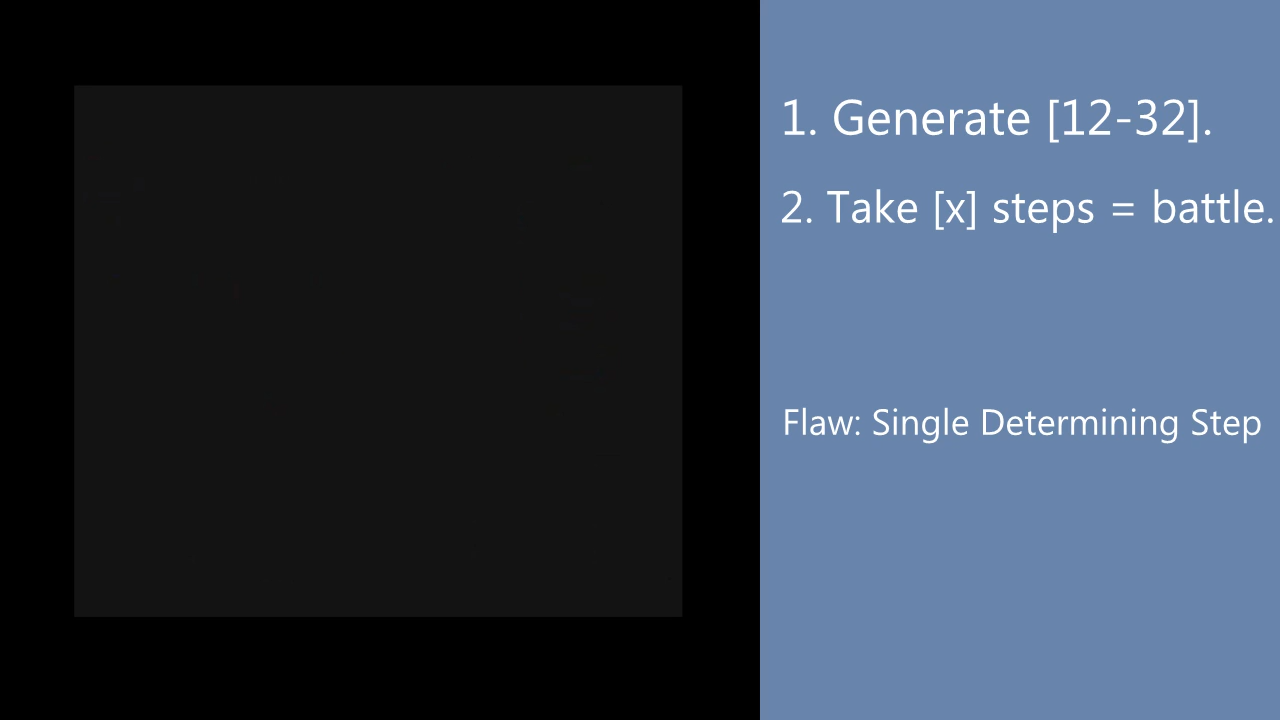 1. Generate [12-32].
2. Take [x] steps = battle.
Flaw: Single Determining Step